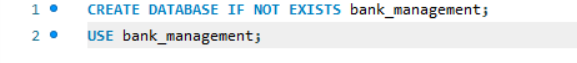 1 CREATE DATABASE IF NOT EXISTS bank_management;
2 USE bank_management;